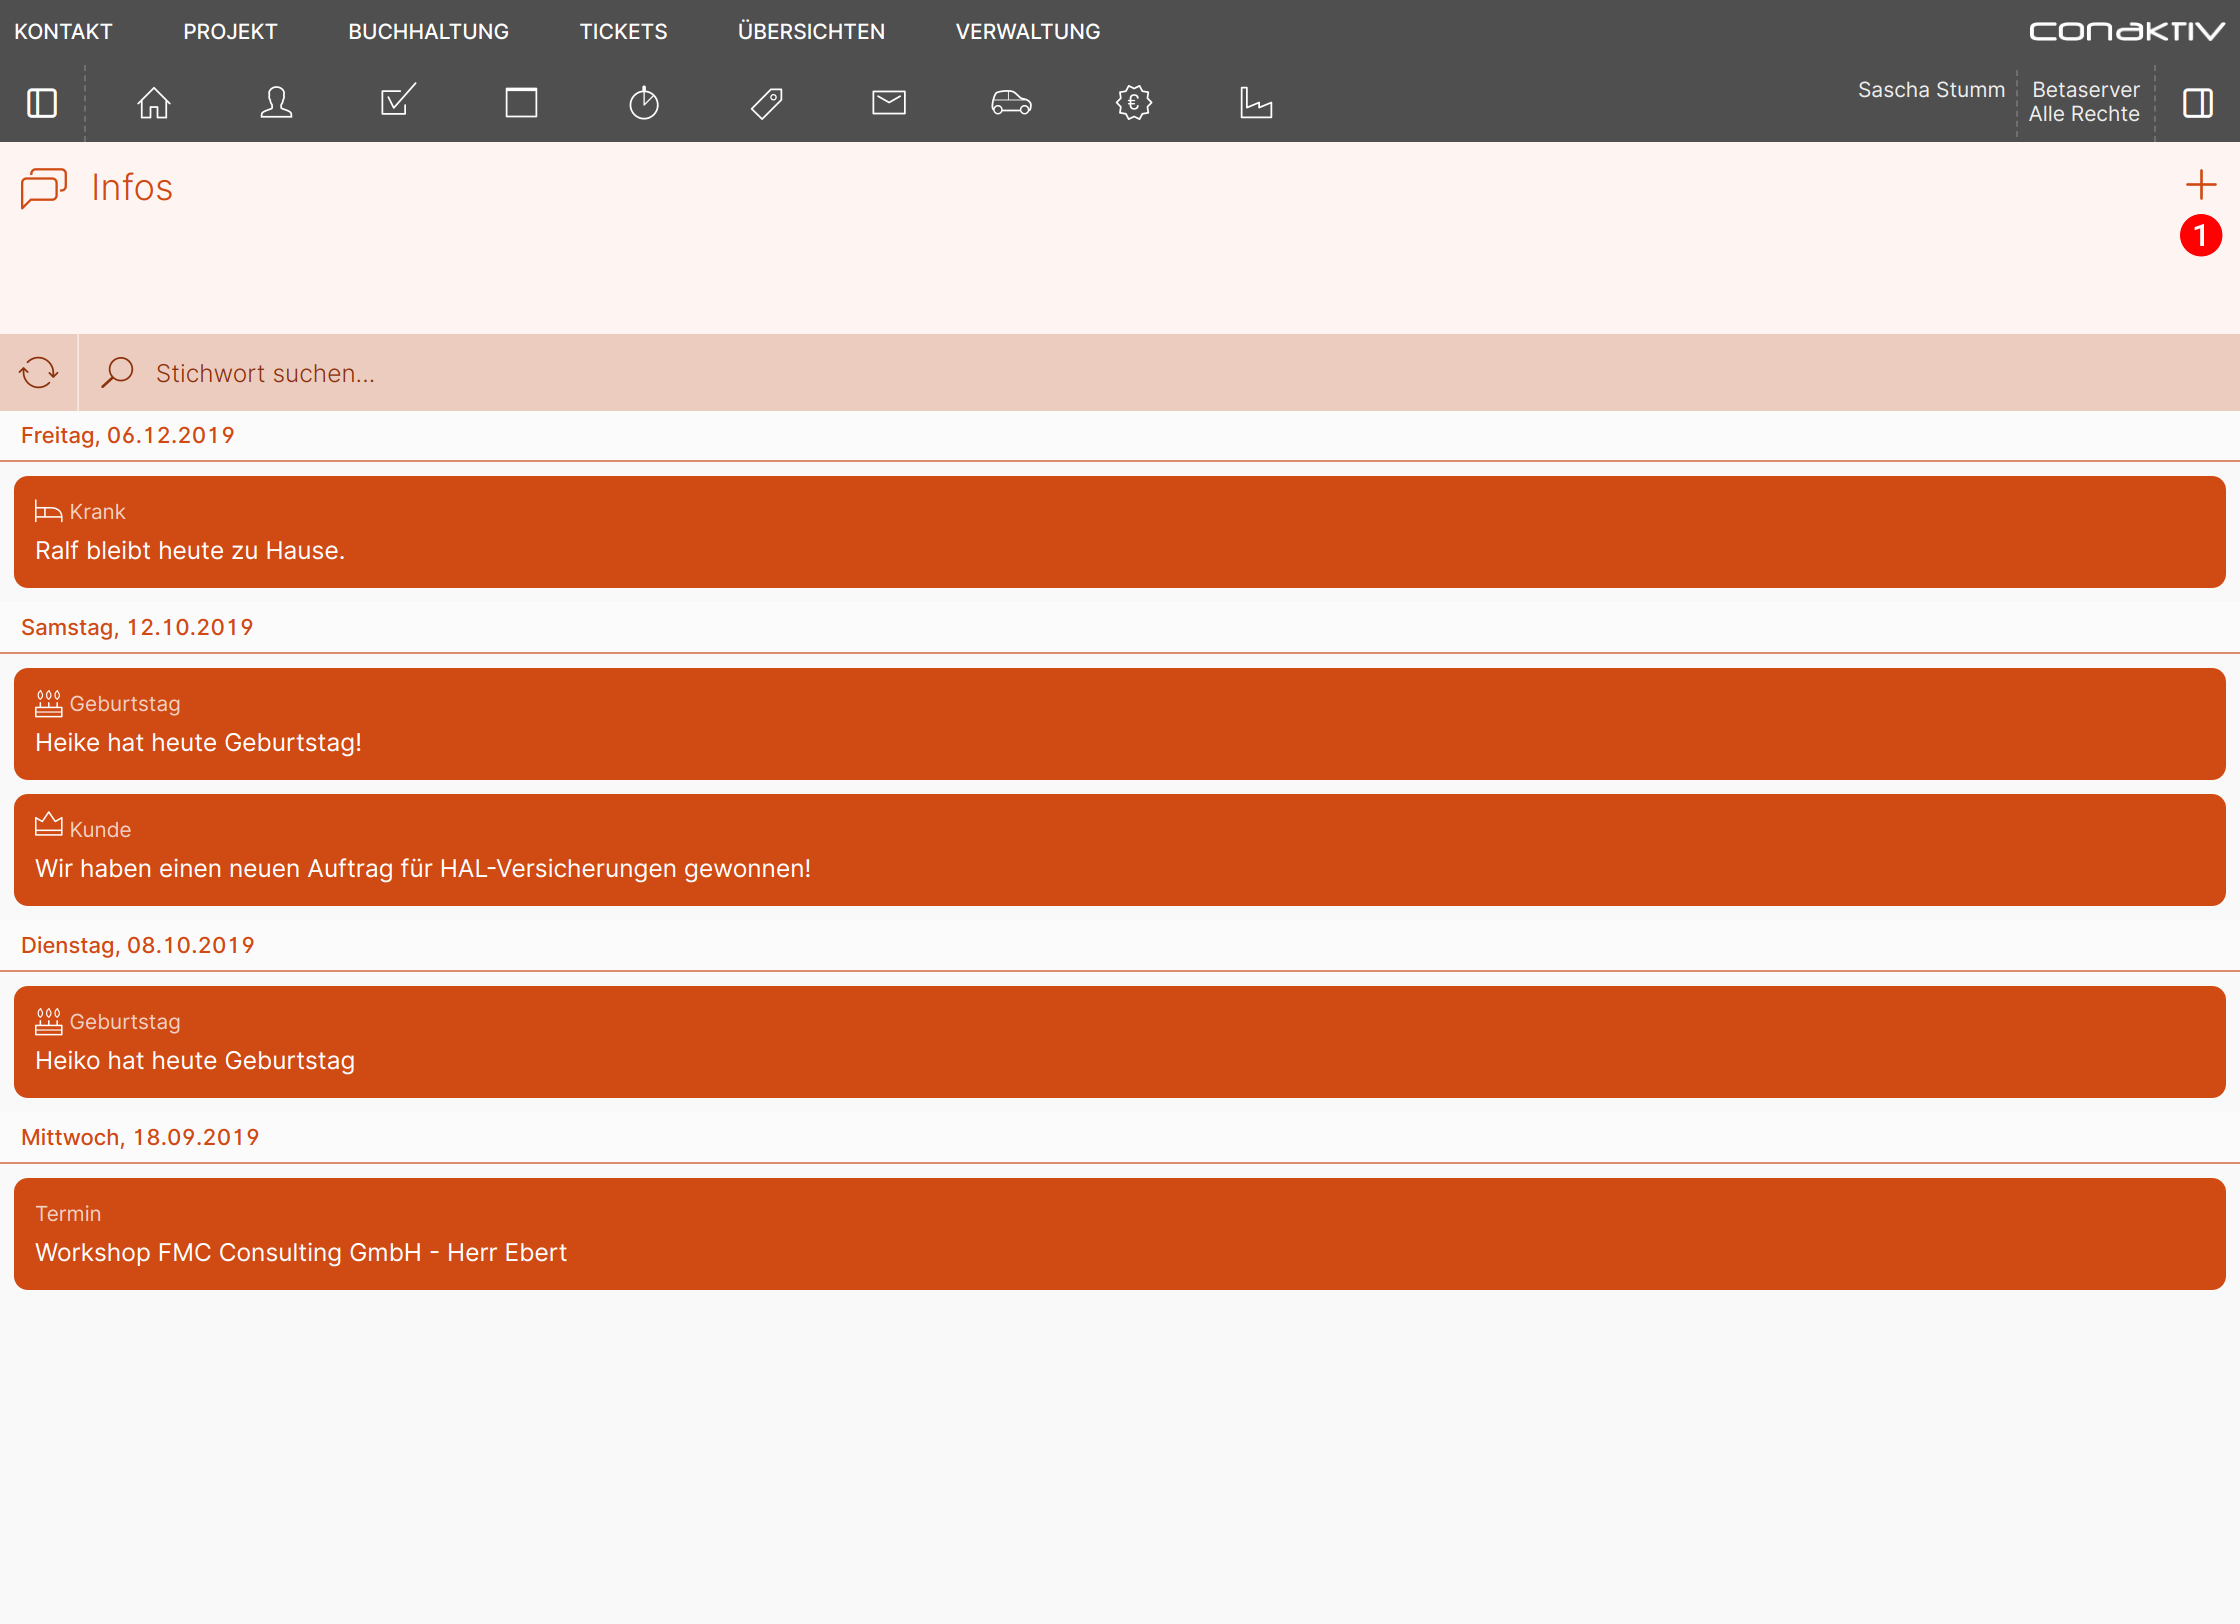 KONTAKT PROJEKT BUCHHALTUNG TICKETS ÜBERSICHTEN VERWALTUNG conaktiv
Sascha Stumm Betaserver
Alle Rechte
Infos
1
Stichwort suchen...
Freitag, 06.12.2019
Krank
Ralf bleibt heute zu Hause.
Samstag, 12.10.2019
Geburtstag
Heike hat heute Geburtstag!
Kunde
Wir haben einen neuen Auftrag für HAL-Versicherungen gewonnen!
Dienstag, 08.10.2019
Geburtstag
Heiko hat heute Geburtstag
Mittwoch, 18.09.2019
Termin
Workshop FMC Consulting GmbH - Herr Ebert